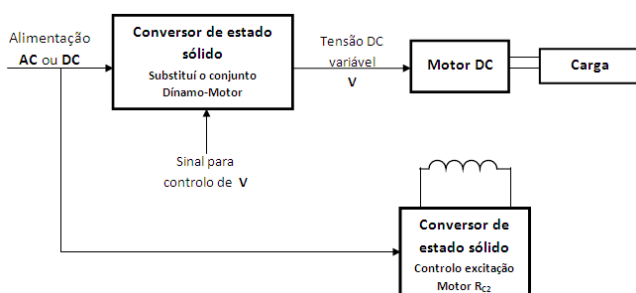 Alimentação
AC ou DC
Conversor de estado
sólido
Substituí o conjunto
Dínamo-Motor
Tensão DC
variável
V
Motor DC
Carga
Sinal para
controlo de V
Conversor de
estado sólido
Controlo excitação
Motor RC2